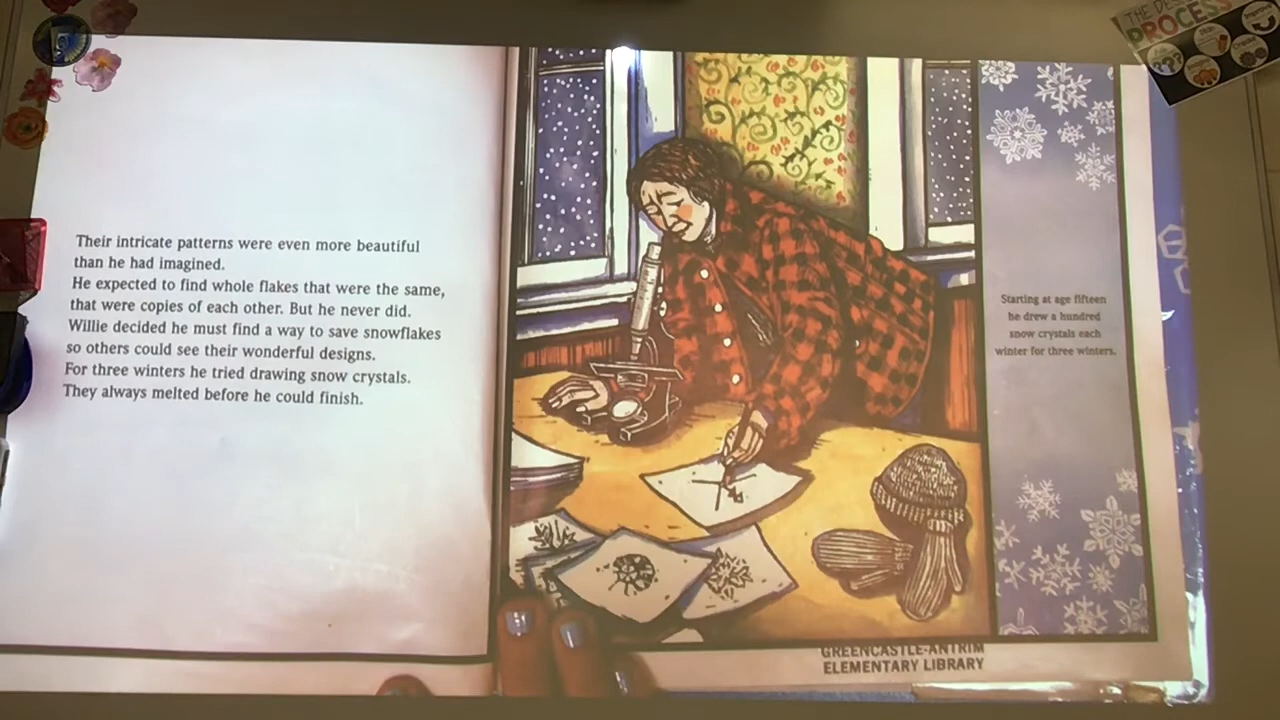 Their intricate patterns were even more beautiful
than he had imagined.
He expected to find whole flakes that were the same,
that were copies of each other. But he never did.
Willie decided he must find a way to save snowflakes
so others could see their wonderful designs.
For three winters he tried drawing snow crystals.
They always melted before he could finish.
Starting at age fifteen
he drew a hundred
snow crystals each
winter for three winters.
GREENCASTLE-ANTRIM
ELEMENTARY LIBRARY
THE
PROCESS